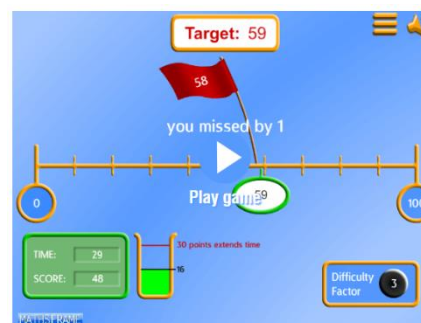 Target: 59
58
you missed by 1
Play game
59
0
100
30 points extends time
16
TIME: 29
SCORE: 48
Difficulty
Factor
3
MATHSFRAME